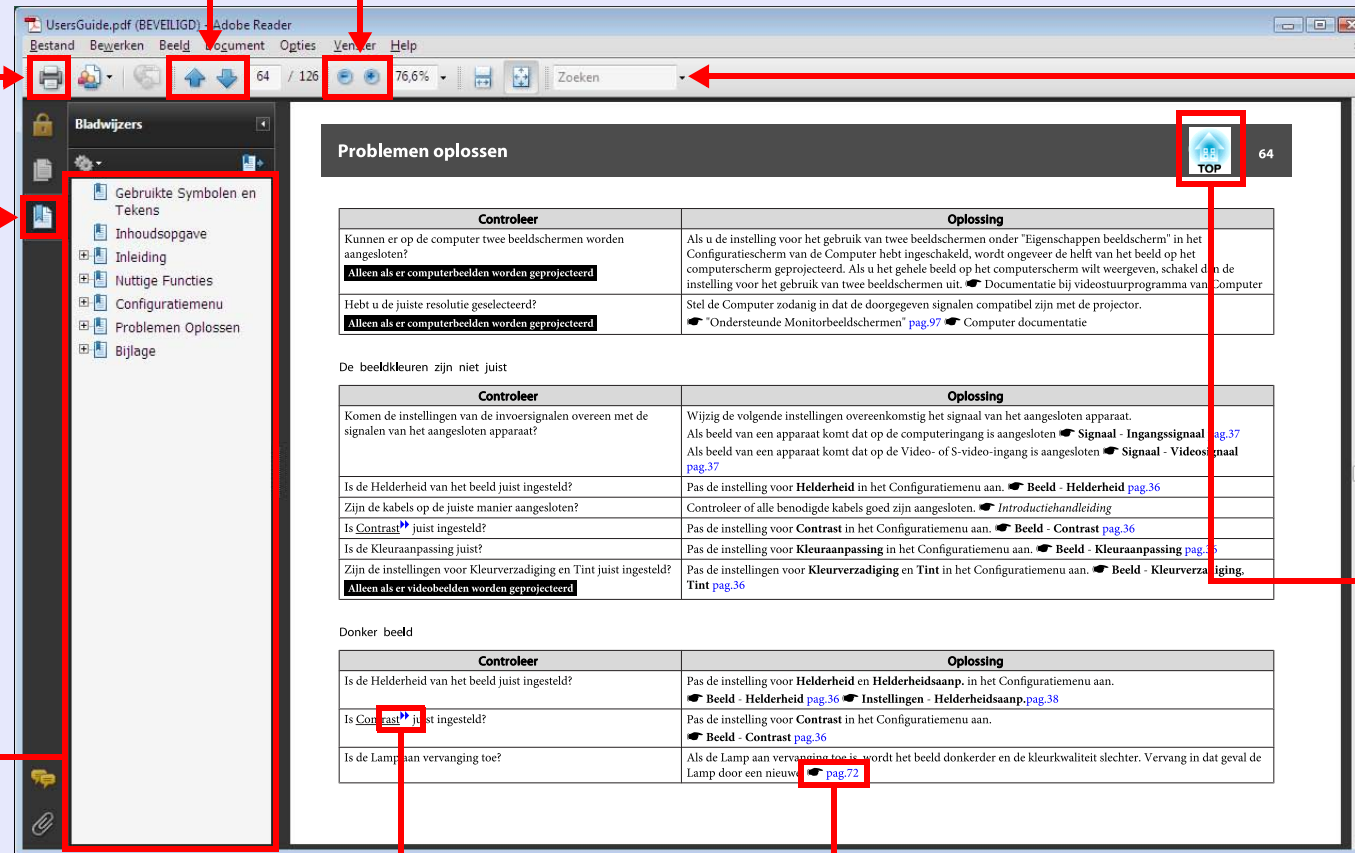 UsersGuide.pdf (BEVEILIGD) - Adobe Reader
Bestand Bewerken Beeld Document Opties Venster Help
64 / 126 76,6% Zoeken
Bladwijzers
Gebruikte Symbolen en
Tekens
Inhoudsopgave
Inleiding
Nuttige Functies
Configuratiemenu
Problemen Oplossen
Bijlage
Problemen oplossen
TOP
64
Controleer Oplossing
Kunnen er op de computer twee beeldschermen worden
aangesloten?
Alleen als er computerbeelden worden geprojecteerd
Als u de instelling voor het gebruik van twee beeldschermen onder "Eigenschappen beeldscherm" in het
Configuratiescherm van de Computer hebt ingeschakeld, wordt ongeveer de helft van het beeld op het
computerscherm geprojecteerd. Als u het gehele beeld op het computerscherm wilt weergeven, schakel dan de
instelling voor het gebruik van twee beeldschermen uit. ☛ Documentatie bij videostuurprogramma van Computer
Hebt u de juiste resolutie geselecteerd?
Alleen als er computerbeelden worden geprojecteerd
Stel de Computer zodanig in dat de doorgegeven signalen compatibel zijn met de projector.
☛ "Ondersteunde Monitorbeeldschermen" pag.97 ☛ Computer documentatie
De beeldkleuren zijn niet juist
Controleer Oplossing
Komen de instellingen van de invoersignalen overeen met de
signalen van het aangesloten apparaat?
Wijzig de volgende instellingen overeenkomstig het signaal van het aangesloten apparaat.
Als beeld van een apparaat komt dat op de computeringang is aangesloten ☛ Signaal - Ingangssignaal pag.37
Als beeld van een apparaat komt dat op de Video- of S-video-ingang is aangesloten ☛ Signaal - Videosignaal
pag.37
Is de Helderheid van het beeld juist ingesteld? Pas de instelling voor Helderheid in het Configuratiemenu aan. ☛ Beeld - Helderheid pag.36
Zijn de kabels op de juiste manier aangesloten? Controleer of alle benodigde kabels goed zijn aangesloten. ☛ Introductiehandleiding
Is Contrast juist ingesteld? Pas de instelling voor Contrast in het Configuratiemenu aan. ☛ Beeld - Contrast pag.36
Is de Kleuraanpassing juist? Pas de instelling voor Kleuraanpassing in het Configuratiemenu aan. ☛ Beeld - Kleuraanpassing pag.36
Zijn de instellingen voor Kleurverzadiging en Tint juist ingesteld?
Alleen als er videobeelden worden geprojecteerd
Pas de instellingen voor Kleurverzadiging en Tint in het Configuratiemenu aan. ☛ Beeld - Kleurverzadiging,
Tint pag.36
Donker beeld
Controleer Oplossing
Is de Helderheid van het beeld juist ingesteld? Pas de instelling voor Helderheid en Helderheidsaanp. in het Configuratiemenu aan.
☛ Beeld - Helderheid pag.36 ☛ Instellingen - Helderheidsaanp.pag.38
Is Contrast juist ingesteld? Pas de instelling voor Contrast in het Configuratiemenu aan.
☛ Beeld - Contrast pag.36
Is de Lamp aan vervanging toe? Als de Lamp aan vervanging toe is, wordt het beeld donkerder en de kleurkwaliteit slechter. Vervang in dat geval de
Lamp door een nieuwe. ☛ pag.72